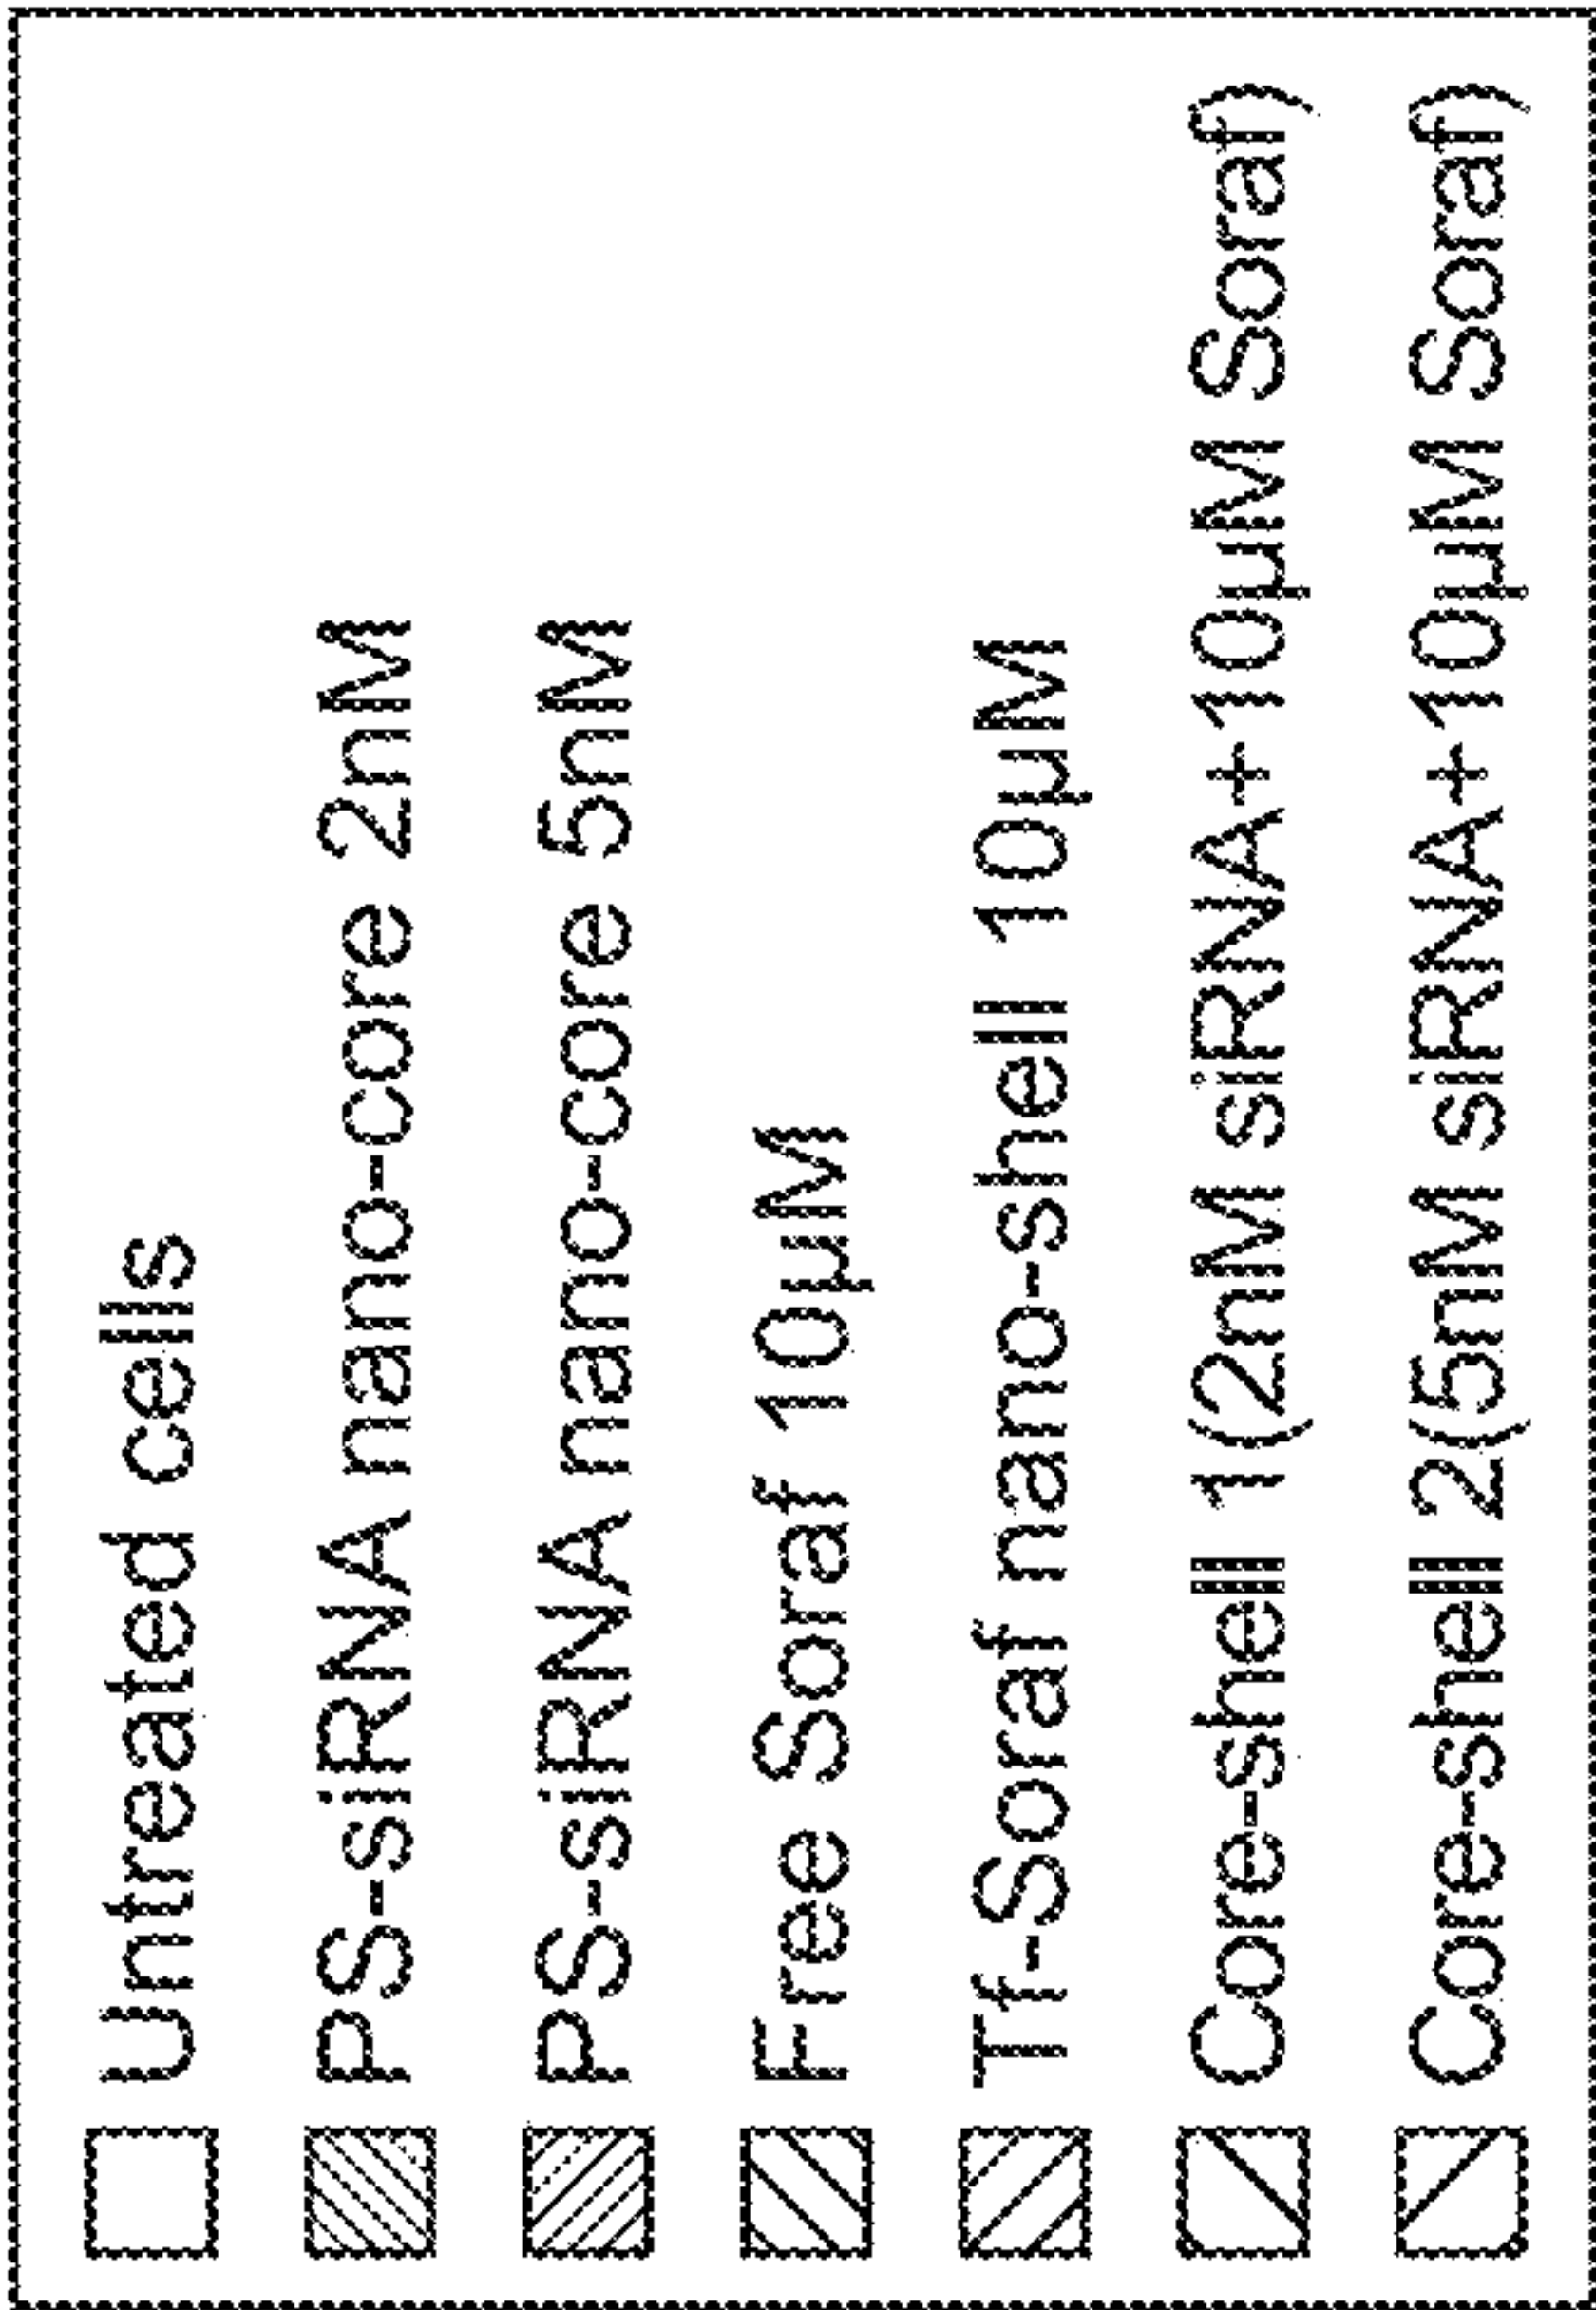 Untreated cells
PS-siRNA nano-core 2nM
PS-siRNA nano-core 5nM
Free Soraf 10µM
Tf-Soraf nano-shell 10µM
Core-shell 1(2nM siRNA+10µM Soraf)
Core-shell 2(5nM siRNA+10µM Soraf)